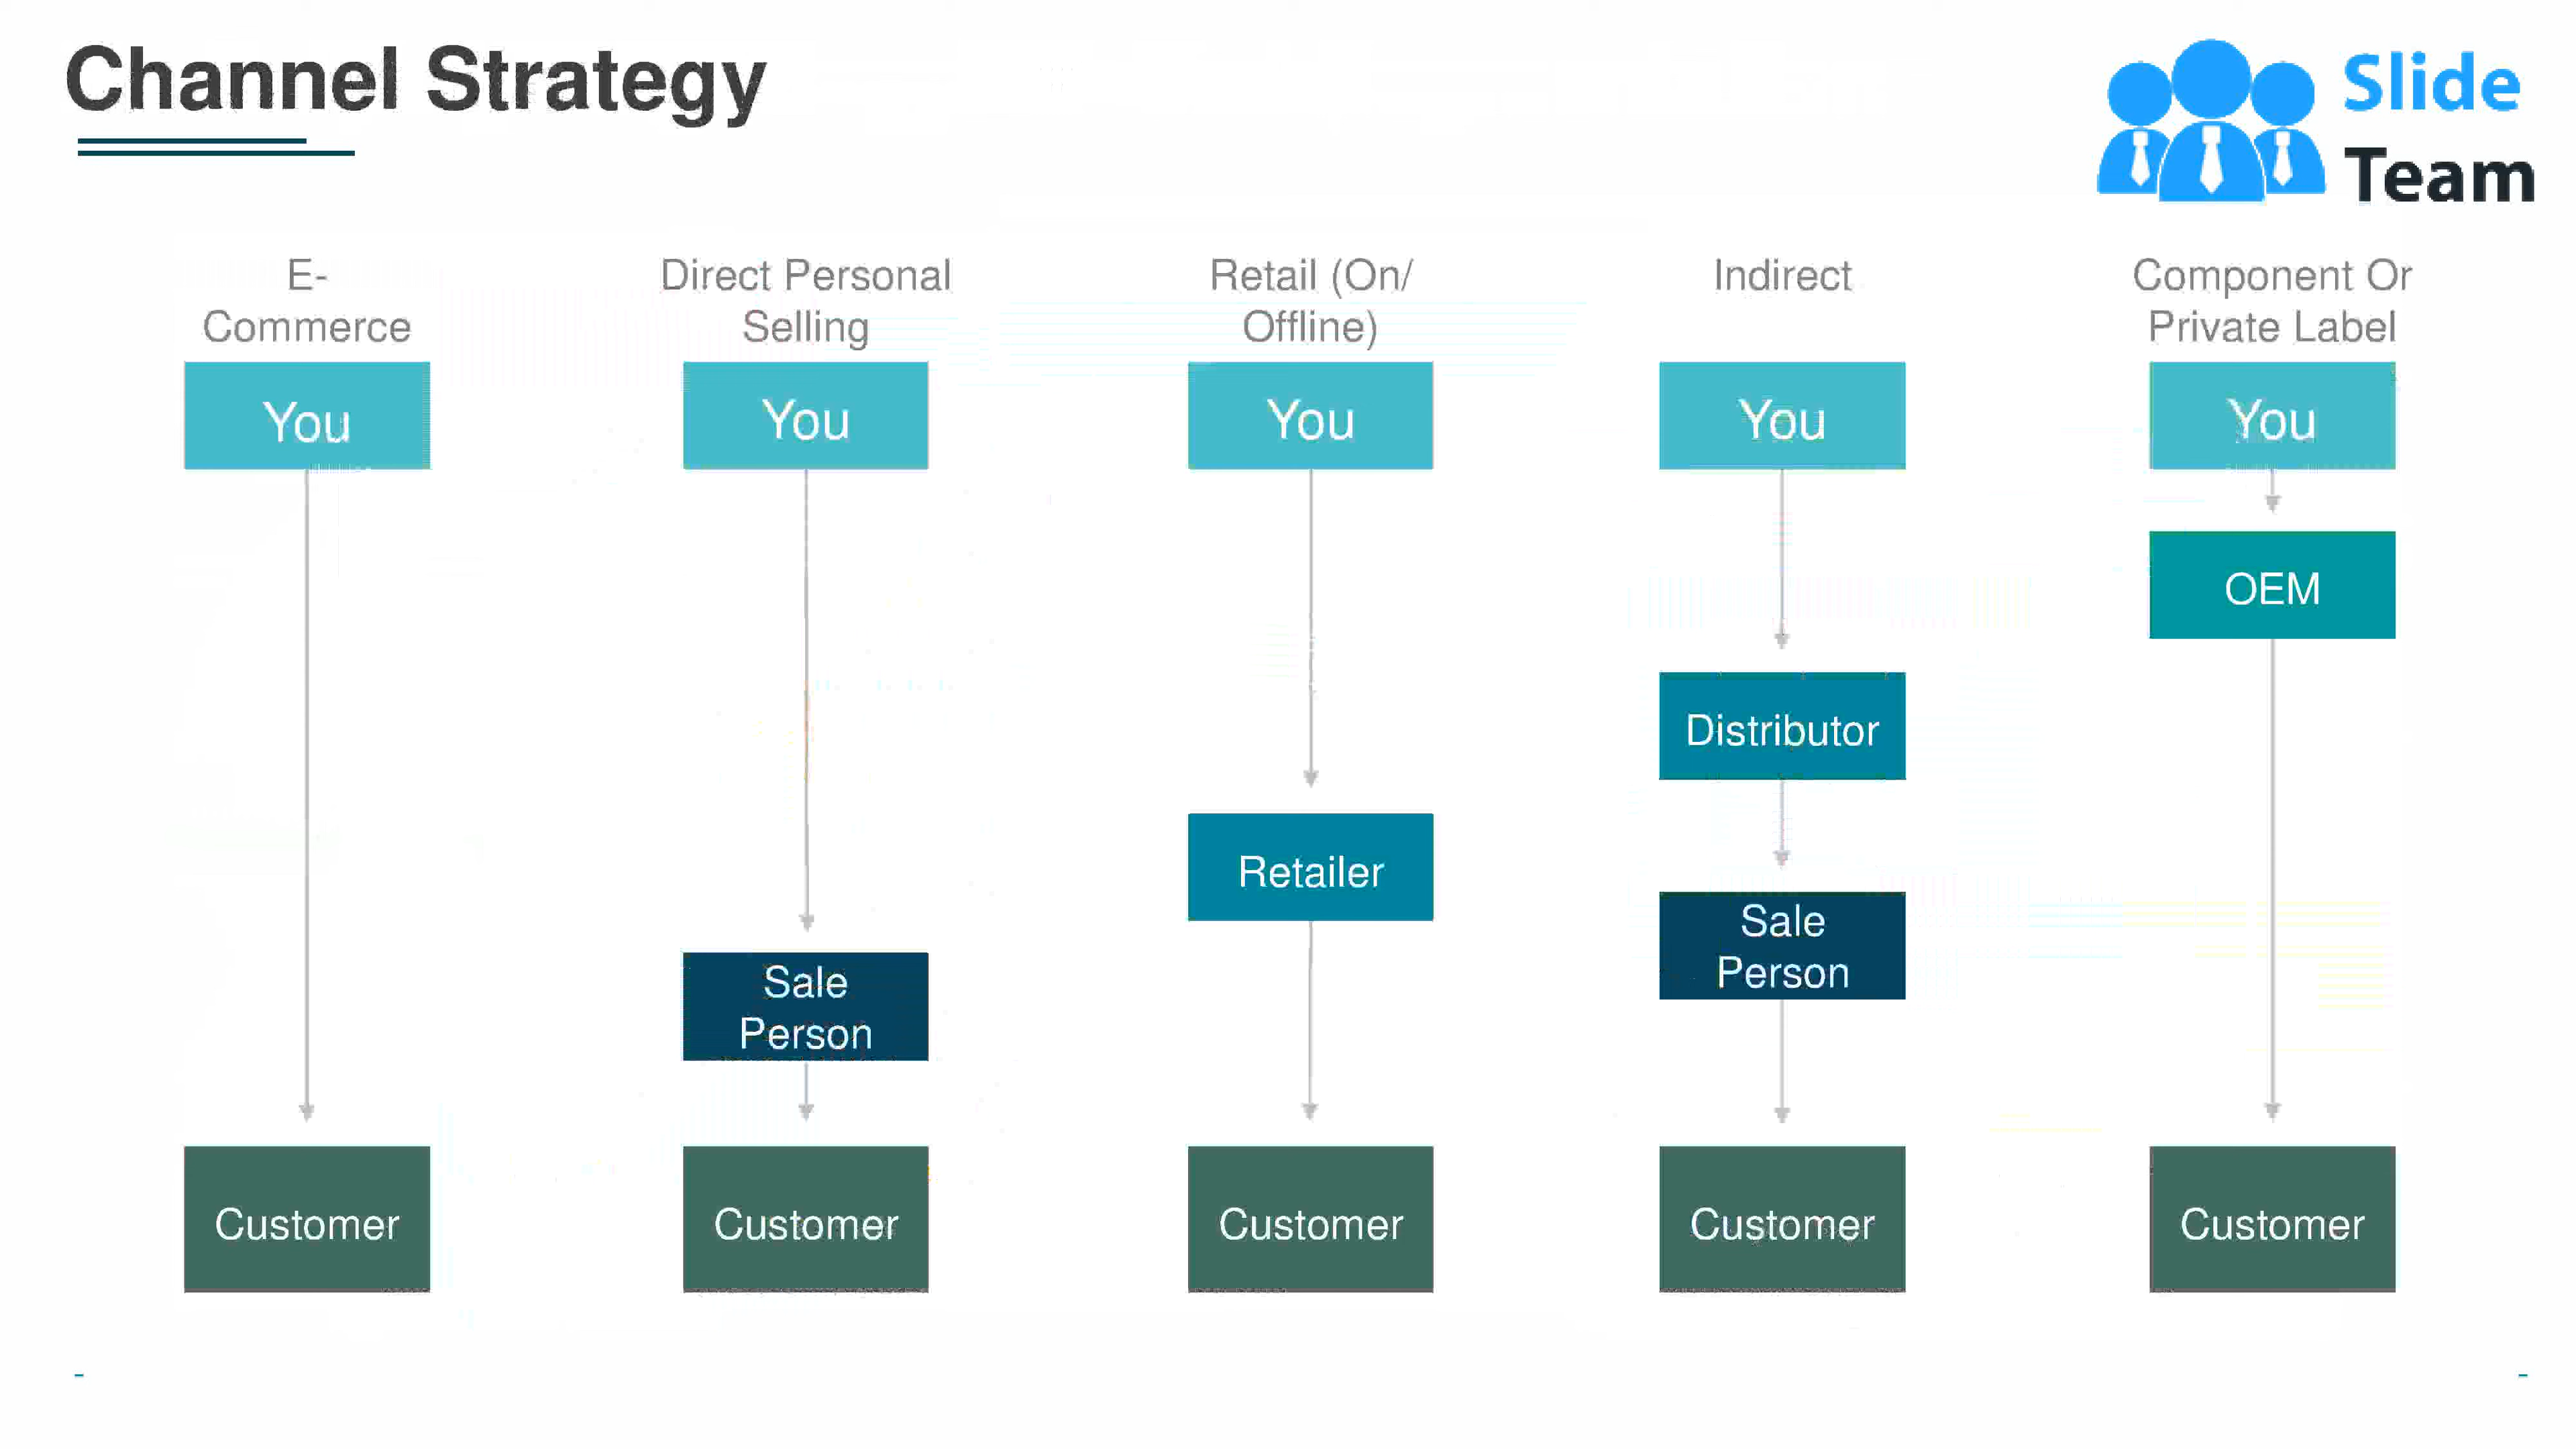 Channel Strategy
Slide
Team
E-
Commerce
You
Customer
Direct Personal
Selling
You
Sale
Person
Customer
Retail (On/
Offline)
You
Retailer
Customer
Indirect
You
Distributor
Sale
Person
Customer
Component Or
Private Label
You
OEM
Customer